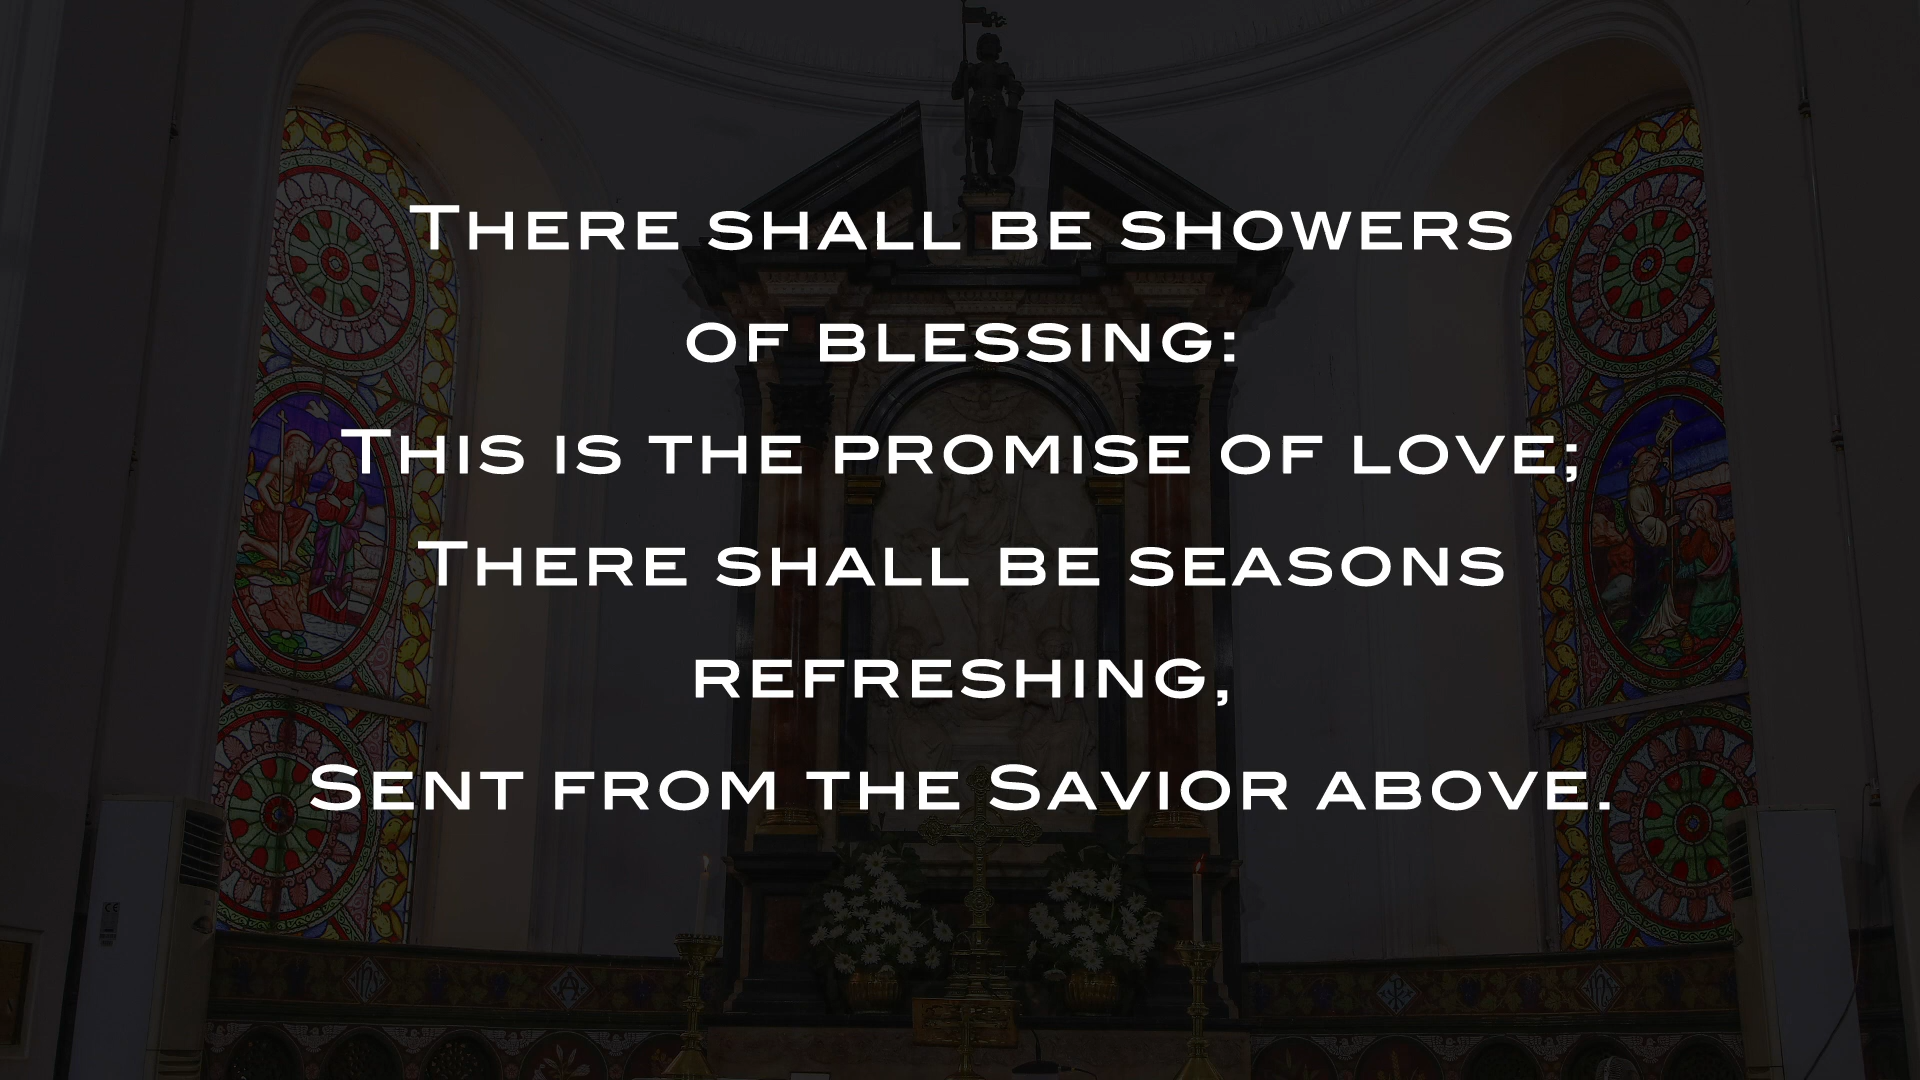 There shall be showers
of blessing:
This is the promise of love;
There shall be seasons
refreshing,
Sent from the Savior above.